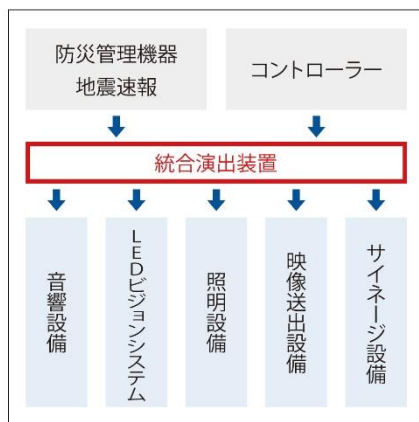 防災管理機器
地震速報
コントローラー
統合演出装置
音響設備
LEDビジョンシステム
照明設備
映像送出設備
サイネージ設備